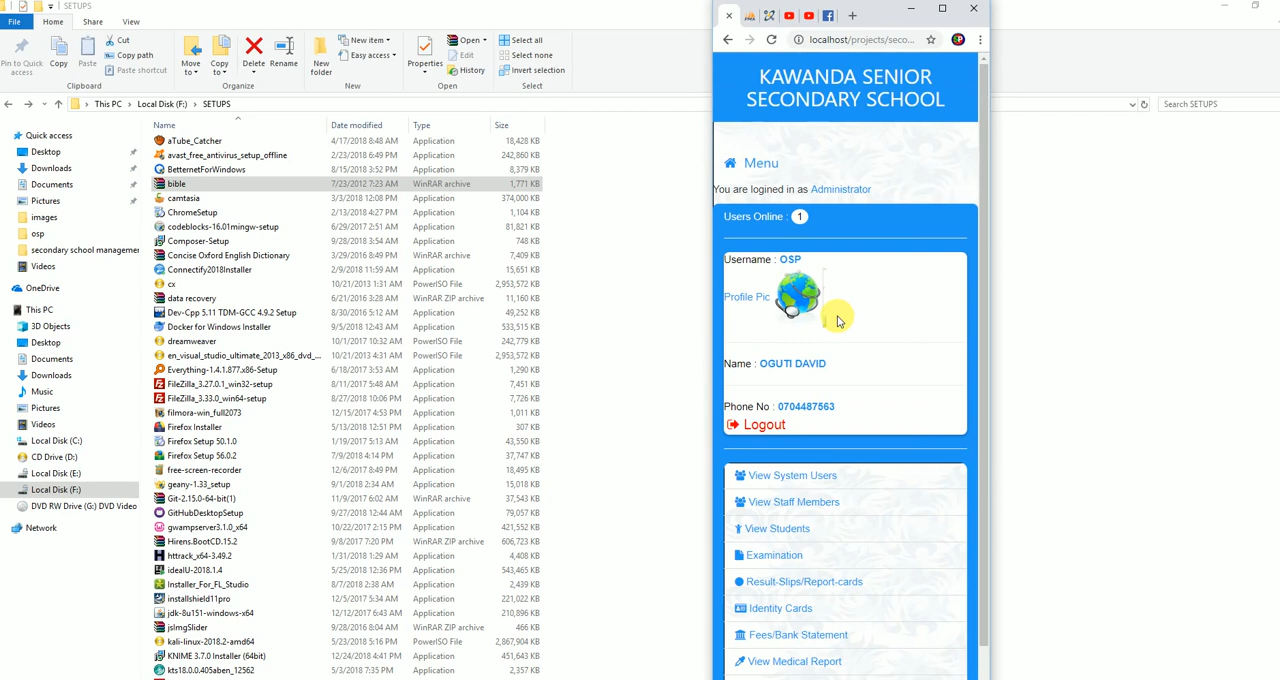 SETUPS
File Home Share View
Pin to Quick access
Copy
Paste
Cut
Copy path
Paste shortcut
Clipboard
Move to
Copy to
Delete
Rename
Organize
New folder
New item
Easy access
New
Properties
Open
Edit
History
Open
Select all
Select none
Invert selection
Select
This PC > Local Disk (F:) > SETUPS
Search SETUPS
Quick access
Desktop
Downloads
Documents
Pictures
images
osp
secondary school managemer
Videos
OneDrive
This PC
3D Objects
Desktop
Documents
Downloads
Music
Pictures
Videos
Local Disk (C:)
CD Drive (D:)
Local Disk (E:)
Local Disk (F:)
DVD RW Drive (G:) DVD Video
Network
Name Date modified Type Size
aTube_Catcher 4/17/2018 8:48 AM Application 18,428 KB
avast_free_antivirus_setup_offline 2/23/2018 6:49 PM Application 242,860 KB
BetternetForWindows 8/15/2018 3:52 PM Application 8,379 KB
bible 7/23/2012 7:23 AM WinRAR archive 1,771 KB
camtasia 3/3/2018 12:08 PM Application 374,000 KB
ChromeSetup 2/13/2018 4:27 PM Application 1,104 KB
codeblocks-16.01mingw-setup 6/29/2017 2:51 AM Application 81,821 KB
Composer-Setup 9/28/2018 3:54 AM Application 748 KB
Concise Oxford English Dictionary 3/29/2016 8:49 PM WinRAR archive 7,409 KB
Connectify2018Installer 2/9/2018 11:59 AM Application 15,651 KB
cx 10/21/2013 1:31 AM PowerISO File 2,953,572 KB
data recovery 6/21/2016 3:28 AM WinRAR ZIP archive 11,160 KB
Dev-Cpp 5.11 TDM-GCC 4.9.2 Setup 8/30/2016 5:12 AM Application 49,252 KB
Docker for Windows Installer 9/5/2018 12:43 AM Application 533,515 KB
dreamweaver 10/1/2017 10:32 AM PowerISO File 242,779 KB
en_visual_studio_ultimate_2013_x86_dvd_... 10/21/2013 4:31 AM PowerISO File 2,953,572 KB
Everything-1.4.1.877.x86-Setup 6/18/2017 3:53 AM Application 1,290 KB
FileZilla_3.27.0.1_win32-setup 8/11/2017 5:48 AM Application 7,451 KB
FileZilla_3.33.0_win64-setup 8/27/2018 10:06 PM Application 7,726 KB
filmora-win_full2073 12/15/2017 4:53 PM Application 1,011 KB
Firefox Installer 5/13/2018 12:51 PM Application 307 KB
Firefox Setup 50.1.0 1/19/2017 5:13 AM Application 43,550 KB
Firefox Setup 56.0.2 7/9/2018 4:14 PM Application 37,747 KB
free-screen-recorder 12/6/2017 8:49 PM Application 18,495 KB
geany-1.33_setup 9/1/2018 2:34 AM Application 15,018 KB
Git-2.15.0-64-bit(1) 11/9/2017 6:02 AM WinRAR archive 37,543 KB
GitHubDesktopSetup 9/27/2018 12:44 AM Application 79,057 KB
gwampserver3.1.0_x64 10/22/2017 2:15 PM Application 421,552 KB
Hirens.BootCD.15.2 9/8/2017 7:20 PM WinRAR ZIP archive 606,723 KB
httrack_x64-3.49.2 1/31/2018 1:29 AM Application 4,408 KB
idealU-2018.1.4 5/25/2018 12:36 PM Application 543,465 KB
Installer_For_FL_Studio 8/7/2018 2:38 AM Application 2,439 KB
installshield11pro 12/5/2017 5:34 AM Application 221,022 KB
jdk-8u151-windows-x64 12/12/2017 6:43 AM Application 210,896 KB
jsImgSlider 9/28/2016 8:04 AM WinRAR archive 466 KB
kali-linux-2018.2-amd64 5/23/2018 5:16 PM PowerISO File 2,867,904 KB
KNIME 3.7.0 Installer (64bit) 12/24/2018 4:41 PM Application 451,643 KB
kts18.0.0.405aben_12562 5/3/2018 7:35 PM Application 2,357 KB
localhost/projects/seco...
KAWANDA SENIOR
SECONDARY SCHOOL
Menu
You are logined in as Administrator
Users Online : 1
Username : OSP
Profile Pic
Name : OGUTI DAVID
Phone No : 0704487563
Logout
View System Users
View Staff Members
View Students
Examination
Result-Slips/Report-cards
Identity Cards
Fees/Bank Statement
View Medical Report